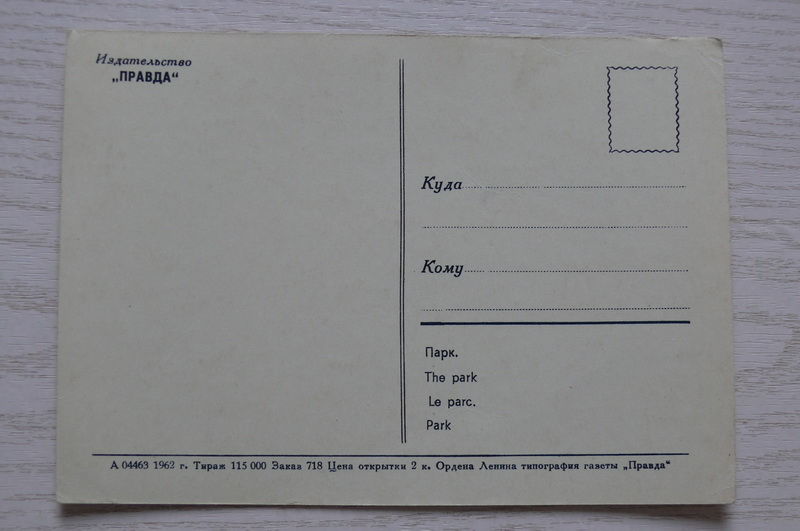 Издательство
„ПРАВДА“
Куда
Кому
Парк.
The park
Le parc.
Park
А 04463 1962 г. Тираж 115 000 Заказ 718 Цена открытки 2 к. Ордена Ленина типография газеты „Правда“